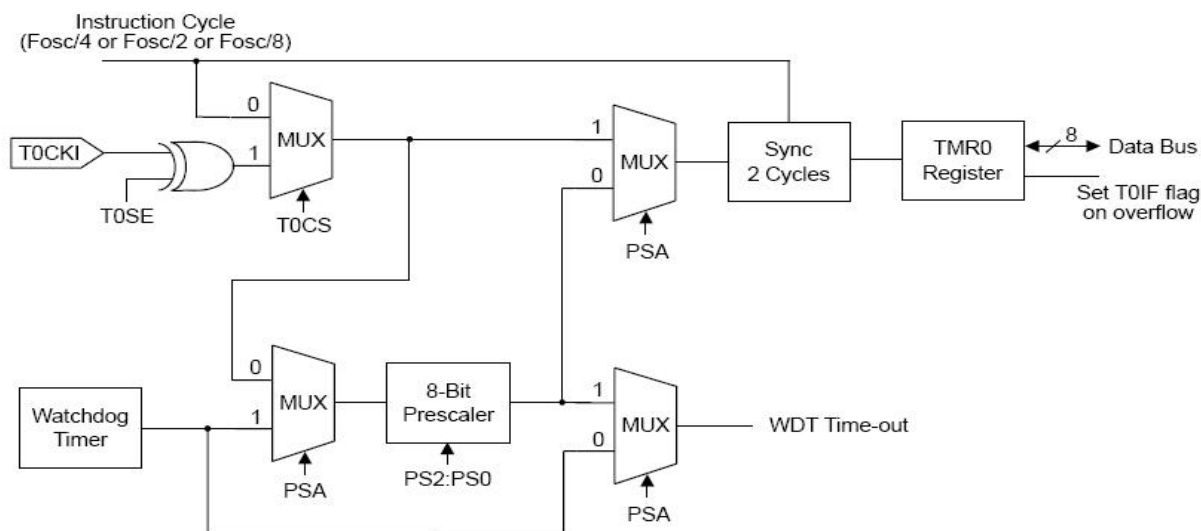 Instruction Cycle
(Fosc/4 or Fosc/2 or Fosc/8)
0
MUX
T0CKI
1
T0SE
T0CS
1
MUX
0
PSA
Sync
2 Cycles
TMR0
Register
8
Data Bus
Set T0IF flag
on overflow
0
MUX
1
Watchdog
Timer
PSA
8-Bit
Prescaler
PS2:PS0
1
MUX
0
PSA
WDT Time-out